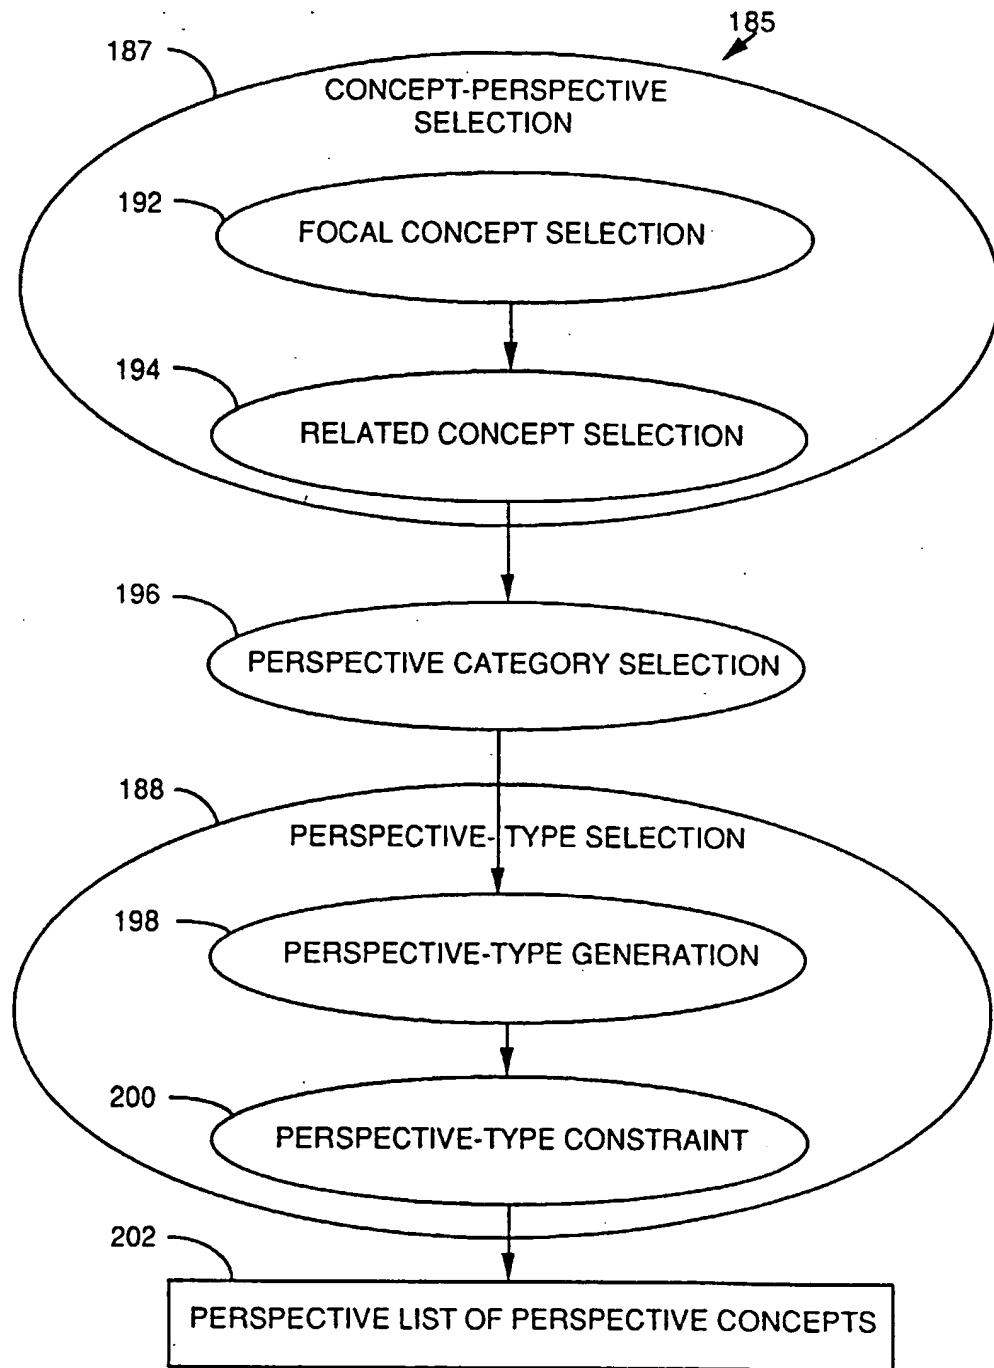 185
187
CONCEPT-PERSPECTIVE
SELECTION
192
FOCAL CONCEPT SELECTION
194
RELATED CONCEPT SELECTION
196
PERSPECTIVE CATEGORY SELECTION
188
PERSPECTIVE-TYPE SELECTION
198
PERSPECTIVE-TYPE GENERATION
200
PERSPECTIVE-TYPE CONSTRAINT
202
PERSPECTIVE LIST OF PERSPECTIVE CONCEPTS